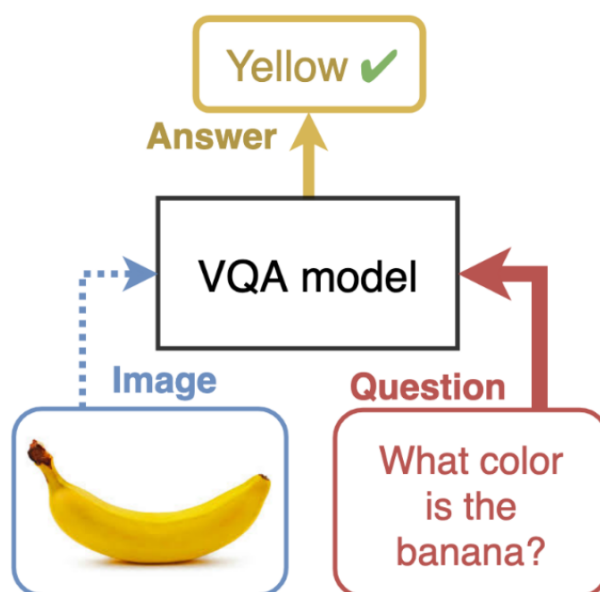 Yellow ✔
Answer
VQA model
Image
Question
What color
is the
banana?